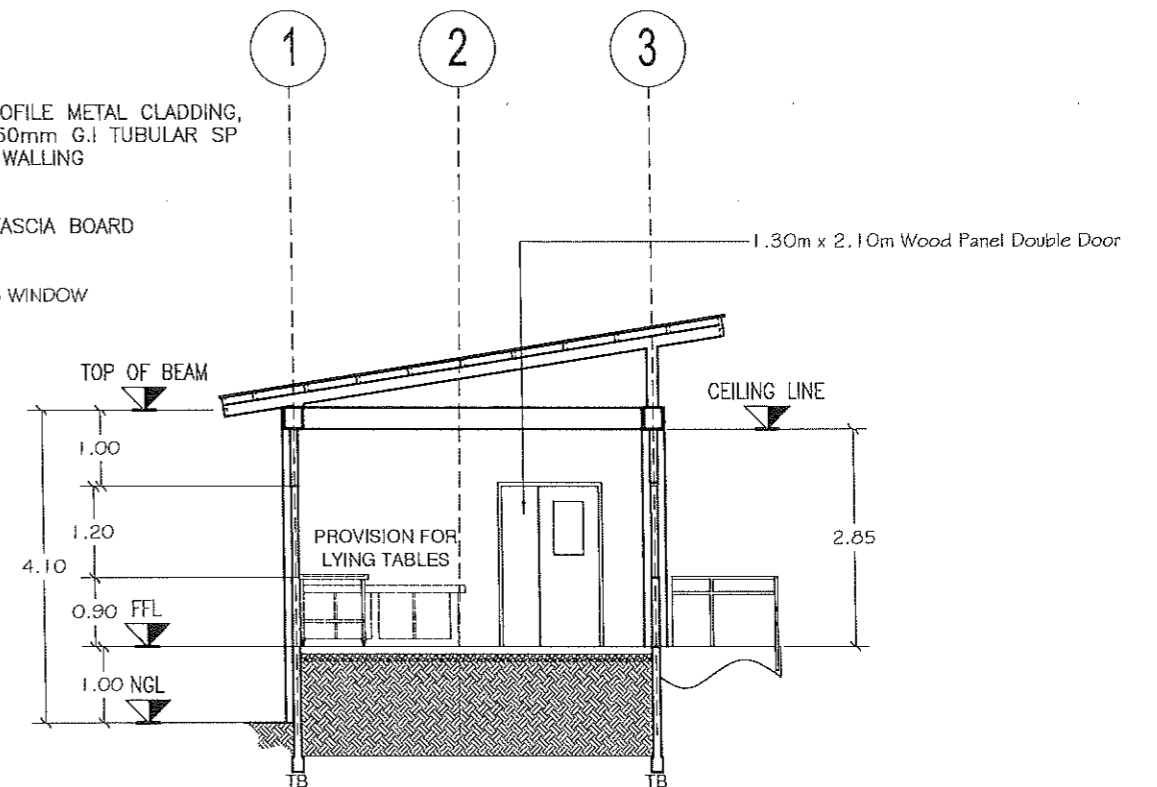 1
2
3
OFILE METAL CLADDING,
50mm G.I TUBULAR SP
WALLING
FASCIA BOARD
WINDOW
1.30m x 2.10m Wood Panel Double Door
TOP OF BEAM
CEILING LINE
1.00
1.20
4.10
PROVISION FOR
LYING TABLES
2.85
0.90 FFL
1.00 NGL
TB
TB